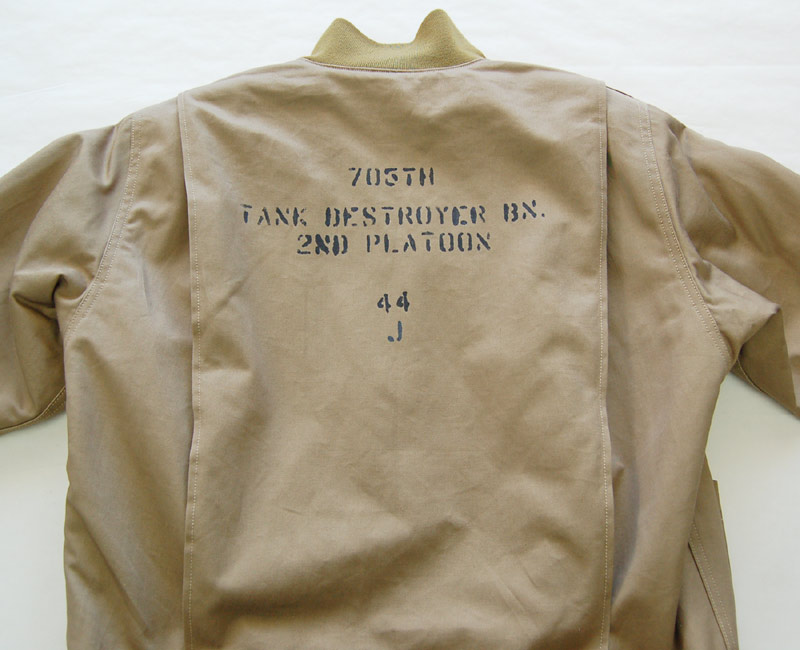 705TH
TANK DESTROYER BN.
2ND PLATOON
44
J